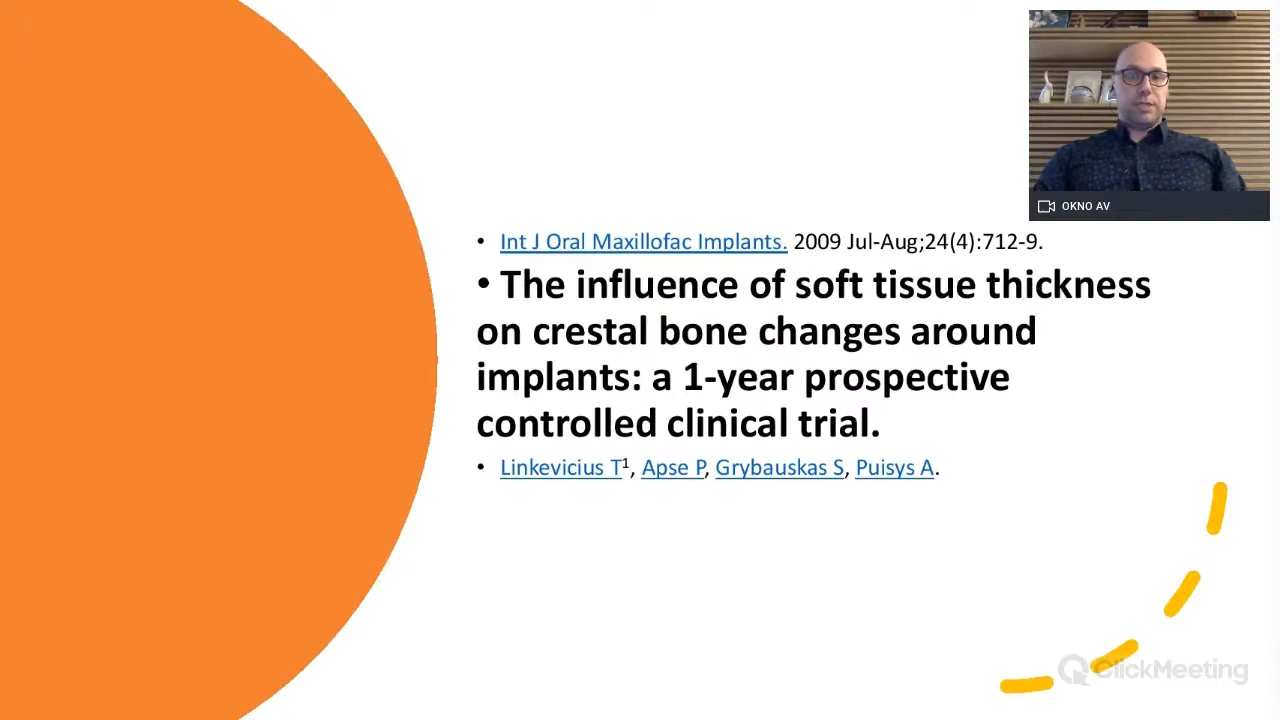 OKNO AV
• Int J Oral Maxillofac Implants. 2009 Jul-Aug;24(4):712-9.
• The influence of soft tissue thickness
on crestal bone changes around
implants: a 1-year prospective
controlled clinical trial.
• Linkevicius T1, Apse P, Grybauskas S, Puisys A.
ClickMeeting